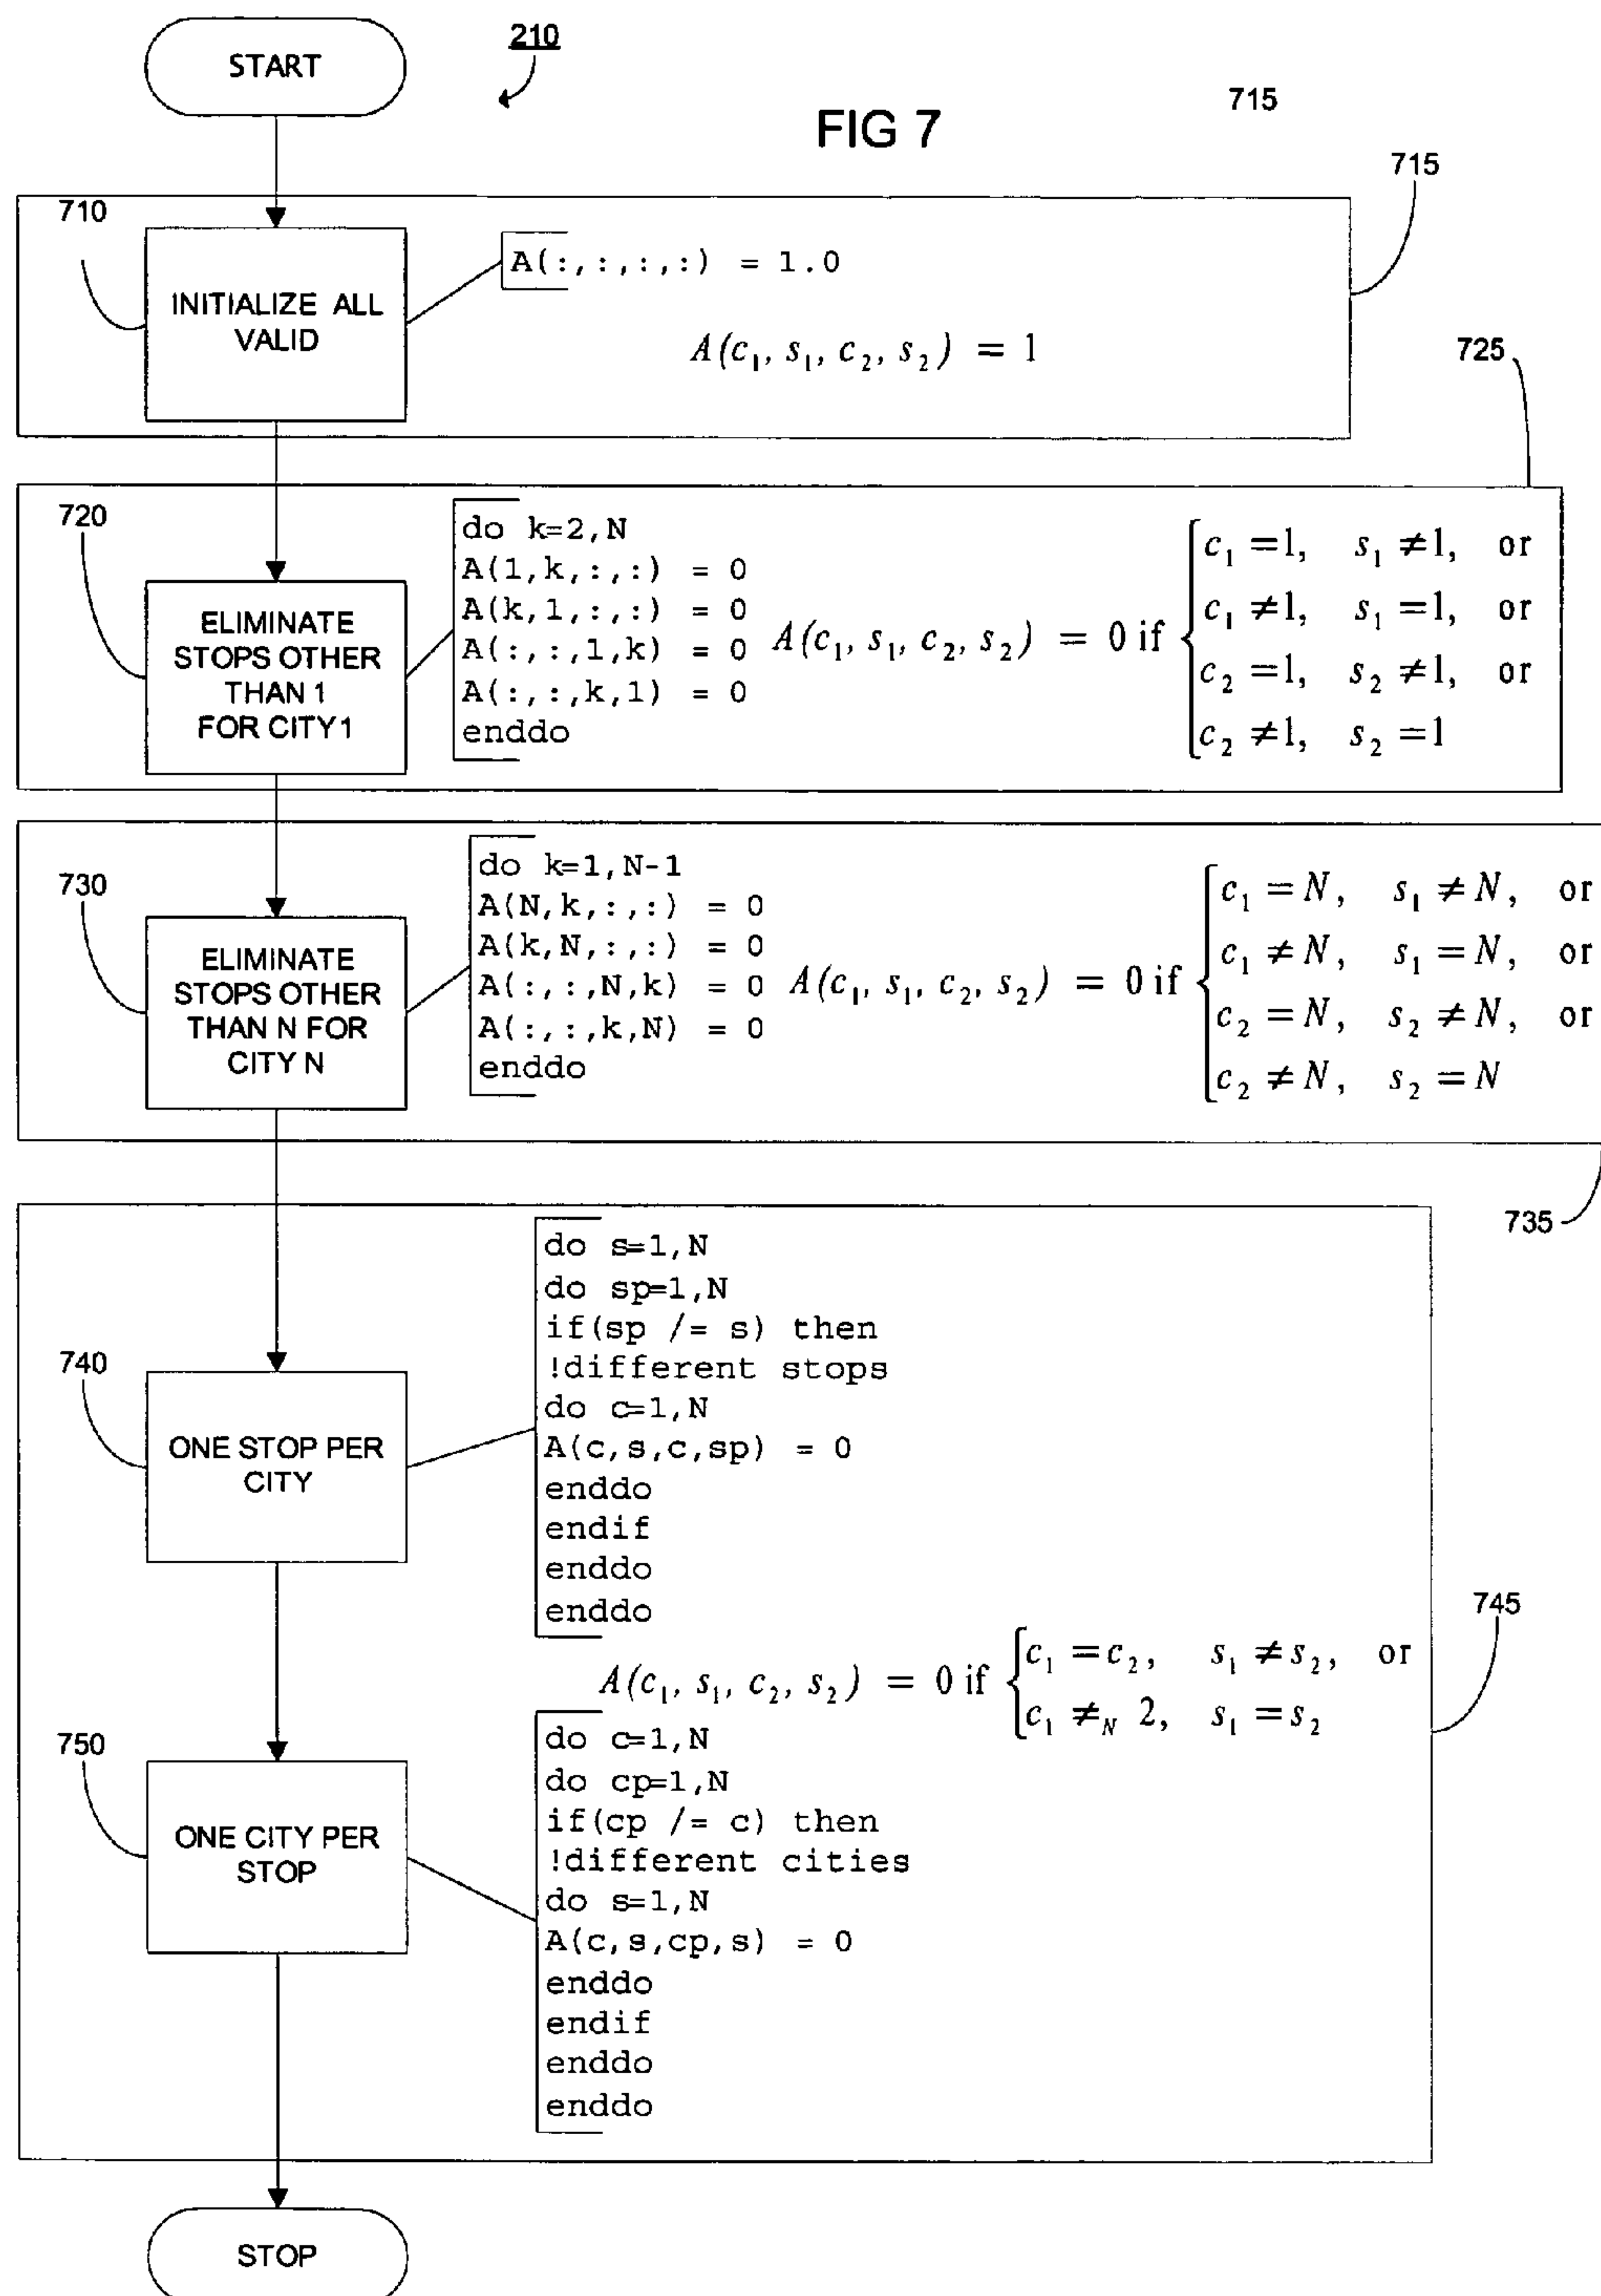 START
210
FIG 7
715
715
710
INITIALIZE ALL
VALID
A(:,:,:,:) = 1.0
A(c₁, s₁, c₂, s₂) = 1
725
720
ELIMINATE
STOPS OTHER
THAN 1
FOR CITY1
do k=2,N
A(1,k,:,:) = 0
A(k,1,:,:) = 0
A(:,:,1,k) = 0
A(:,:,k,1) = 0
enddo
A(c₁, s₁, c₂, s₂) = 0 if
c₁ =1, s₁ ≠1, or
c₁ ≠1, s₁ =1, or
c₂ =1, s₂ ≠1, or
c₂ ≠1, s₂ =1
730
ELIMINATE
STOPS OTHER
THAN N FOR
CITY N
do k=1,N-1
A(N,k,:,:) = 0
A(k,N,:,:) = 0
A(:,:,N,k) = 0
A(:,:,k,N) = 0
enddo
A(c₁, s₁, c₂, s₂) = 0 if
c₁ = N, s₁ ≠ N, or
c₁ ≠ N, s₁ = N, or
c₂ = N, s₂ ≠ N, or
c₂ ≠ N, s₂ = N
735
740
ONE STOP PER
CITY
do s=1,N
do sp=1,N
if(sp /= s) then
!different stops
do c=1,N
A(c,s,c,sp) = 0
enddo
endif
enddo
enddo
745
A(c₁, s₁, c₂, s₂) = 0 if
c₁ = c₂, s₁ ≠ s₂, or
c₁ ≠N 2, s₁ = s₂
750
ONE CITY PER
STOP
do c=1,N
do cp=1,N
if(cp /= c) then
!different cities
do s=1,N
A(c,s,cp,s) = 0
enddo
endif
enddo
enddo
STOP